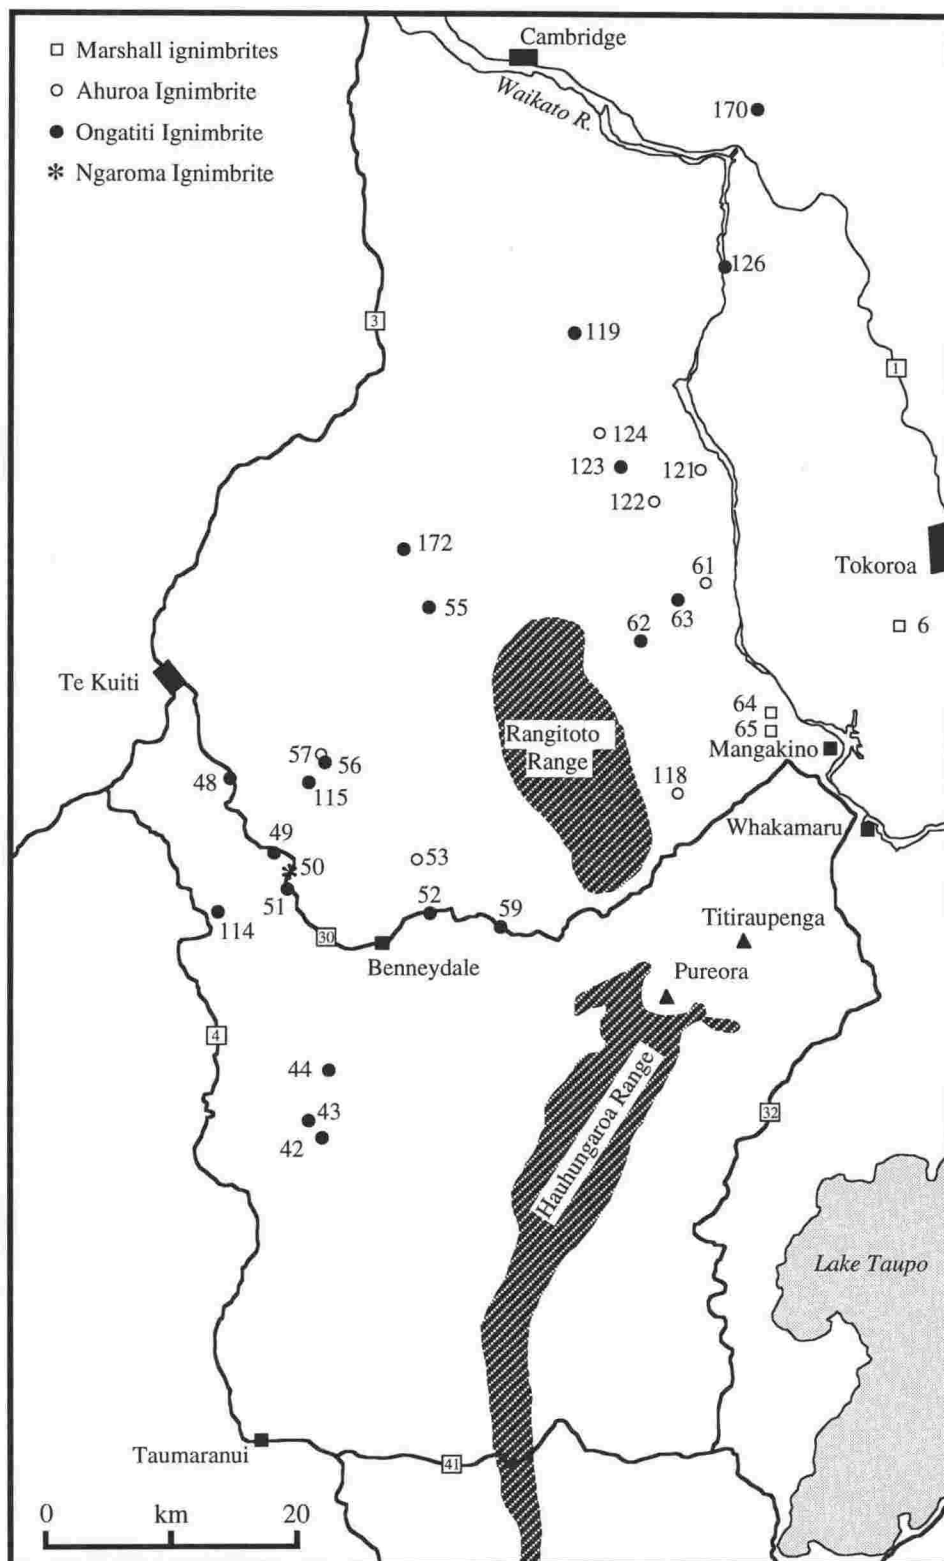 Marshall ignimbrites
Ahuroa Ignimbrite
Ongatiti Ignimbrite
Ngaroma Ignimbrite
Cambridge
Waikato R.
170
126
3
119
1
124
123
121
122
172
Tokoroa
61
55
63
62
6
Te Kuiti
64
65
Rangitoto
Range
Mangakino
57
56
48
115
118
Whakamaru
49
50
53
51
52
59
114
30
Titiraupenga
Benneydale
Pureora
4
44
Hauhungaroa Range
43
32
42
Lake Taupo
Taumaranui
41
0 km 20